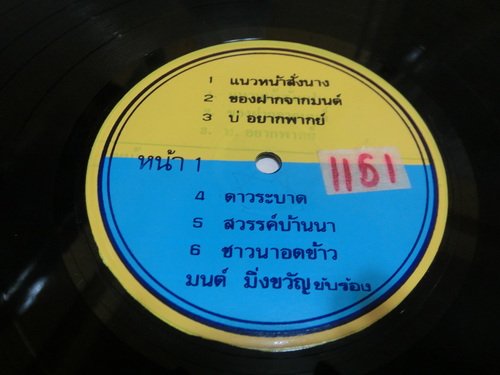 1 แนวหน้าสั่งนาง
2 ของฝากจากมนต์
3 บ่ อยากพากย์
หน้า 1
1151
4 ดาวระบาด
5 สวรรค์บ้านนา
6 ชาวนาอดข้าว
มนต์ มิ่งขวัญ ขับร้อง